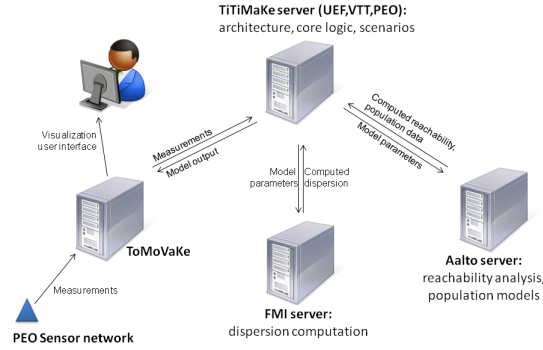 TiTiMaKe server (UEF,VTT,PEO):
architecture, core logic, scenarios
Visualization
user interface
Measurements
Model output
Computed reachability,
population data
Model parameters
Model
parameters
Computed
dispersion
ToMoVaKe
Measurements
PEO Sensor network
FMI server:
dispersion computation
Aalto server:
reachability analysis,
population models